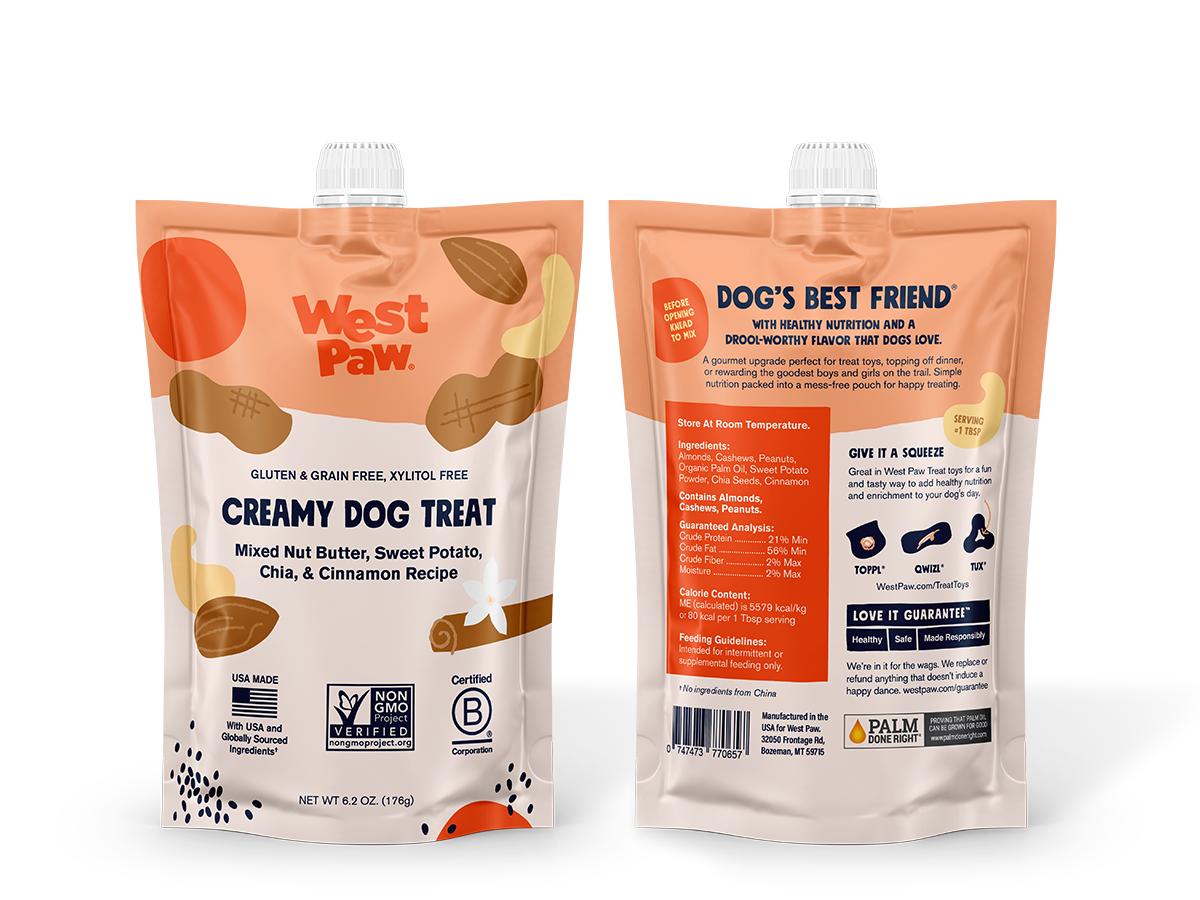 West
Paw®
GLUTEN & GRAIN FREE, XYLITOL FREE
CREAMY DOG TREAT
Mixed Nut Butter, Sweet Potato,
Chia, & Cinnamon Recipe
USA MADE
With USA and
Globally Sourced
Ingredients†
NON
GMO
Project
VERIFIED
nongmoproject.org
Certified
B
®
Corporation
NET WT 6.2 OZ. (176g)
BEFORE
OPENING
KNEAD
TO MIX
DOG'S BEST FRIEND®
WITH HEALTHY NUTRITION AND A
DROOL-WORTHY FLAVOR THAT DOGS LOVE.
A gourmet upgrade perfect for treat toys, topping off dinner,
or rewarding the goodest boys and girls on the trail. Simple
nutrition packed into a mess-free pouch for happy treating.
SERVING
=1 TBSP
Store At Room Temperature.
Ingredients:
Almonds, Cashews, Peanuts,
Organic Palm Oil, Sweet Potato
Powder, Chia Seeds, Cinnamon
Contains Almonds,
Cashews, Peanuts.
Guaranteed Analysis:
Crude Protein ............ 21% Min
Crude Fat ................... 56% Min
Crude Fiber ................. 2% Max
Moisture ...................... 2% Max
Calorie Content:
ME (calculated) is 5579 kcal/kg
or 80 kcal per 1 Tbsp serving
Feeding Guidelines:
Intended for intermittent or
supplemental feeding only.
† No ingredients from China
0 747473 770657
Manufactured in the
USA for West Paw.
32050 Frontage Rd,
Bozeman, MT 59715
GIVE IT A SQUEEZE
Great in West Paw Treat toys for a fun
and tasty way to add healthy nutrition
and enrichment to your dog's day.
TOPPL® QWIZL® TUX®
WestPaw.com/TreatToys
LOVE IT GUARANTEE™
Healthy Safe Made Responsibly
We're in it for the wags. We replace or
refund anything that doesn't induce a
happy dance. westpaw.com/guarantee
PALM
DONE RIGHT®
PROVING THAT PALM OIL
CAN BE GROWN FOR GOOD
www.palmdoneright.com